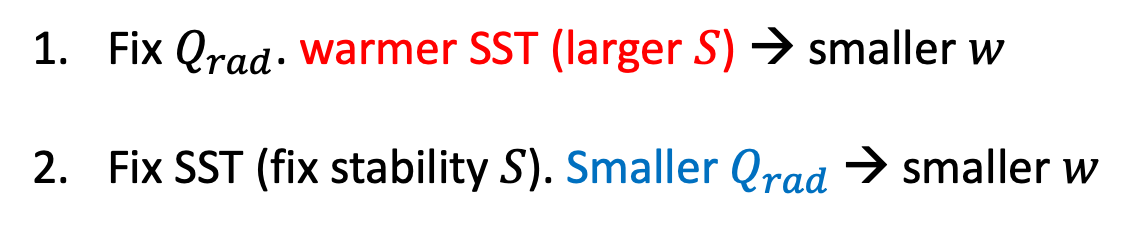 1. Fix Q_rad. warmer SST (larger S) → smaller w
2. Fix SST (fix stability S). Smaller Q_rad → smaller w